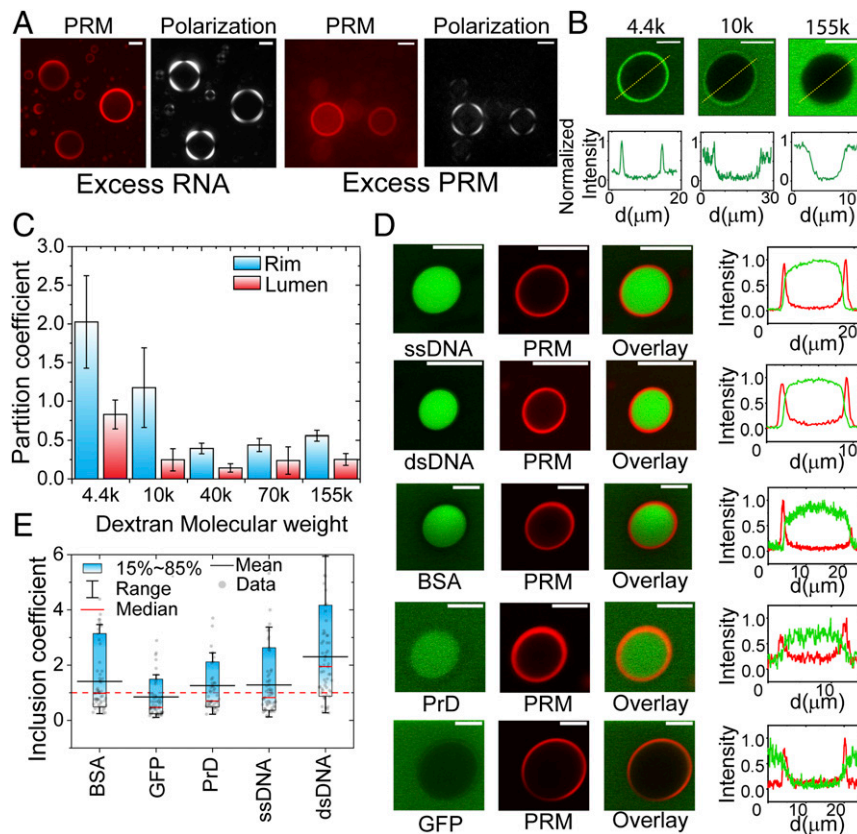 A
PRM Polarization PRM Polarization
Excess RNA Excess PRM
B
4.4k 10k 155k
Normalized
Intensity
1
0
0 20
d(μm)
1
0
0 30
d(μm)
1
0
0 10
d(μm)
C
Partition coefficient
3.0
2.5
2.0
1.5
1.0
0.5
0.0
Rim
Lumen
4.4k 10k 40k 70k 155k
Dextran Molecular weight
D
ssDNA PRM Overlay
Intensity
1.0
0.5
0.0
0 20
d(μm)
dsDNA PRM Overlay
Intensity
1.0
0.5
0.0
0 10
d(μm)
BSA PRM Overlay
Intensity
1.0
0.5
0.0
0 10 20
d(μm)
PrD PRM Overlay
Intensity
1.0
0.5
0.0
0 10
d(μm)
GFP PRM Overlay
Intensity
1.0
0.5
0.0
0 10 20
d(μm)
E
Inclusion coefficient
6
4
2
0
15%~85% Mean
Range Data
Median
BSA GFP PrD ssDNA dsDNA